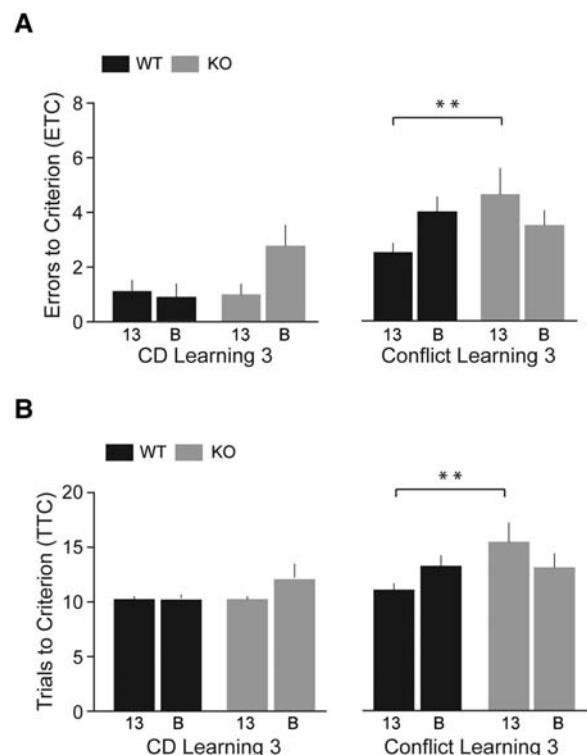 A
WT KO
Errors to Criterion (ETC)
8
6
4
2
0
**
13 B 13 B
CD Learning 3
13 B 13 B
Conflict Learning 3
B
WT KO
Trials to Criterion (TTC)
20
15
10
5
0
**
13 B 13 B
CD Learning 3
13 B 13 B
Conflict Learning 3